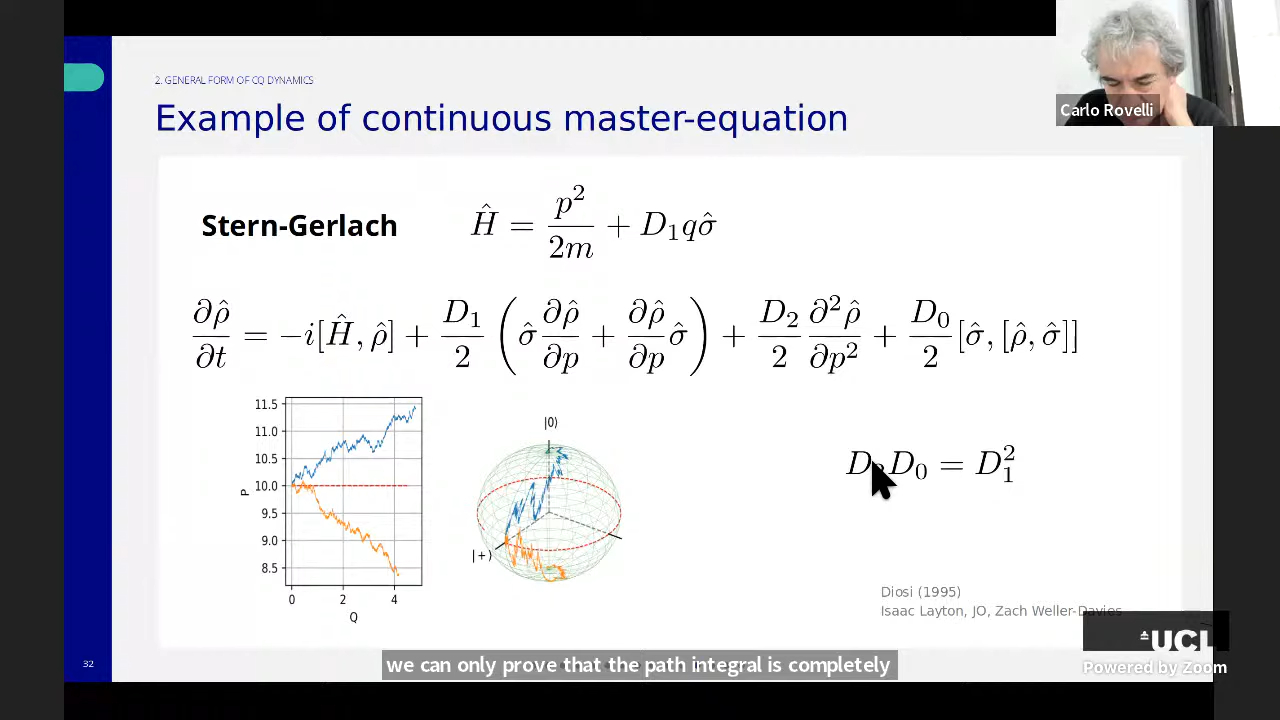 2. GENERAL FORM OF CQ DYNAMICS
Carlo Rovelli
Example of continuous master-equation
Stern-Gerlach
Ĥ = p²/2m + D₁qσ̂
∂ρ̂/∂t = −i[Ĥ, ρ̂] + D₁/2 (σ̂ ∂ρ̂/∂p + ∂ρ̂/∂p σ̂) + D₂/2 ∂²ρ̂/∂p² + D₀/2 [σ̂, [ρ̂, σ̂]]
11.5
11.0
10.5
10.0
9.5
9.0
8.5
P
0 2 4
Q
|0⟩
|+⟩
D₂D₀ = D₁²
Diosi (1995)
Isaac Layton, JO, Zach Weller-Davies
UCL
Powered by Zoom
32
we can only prove that the path integral is completely